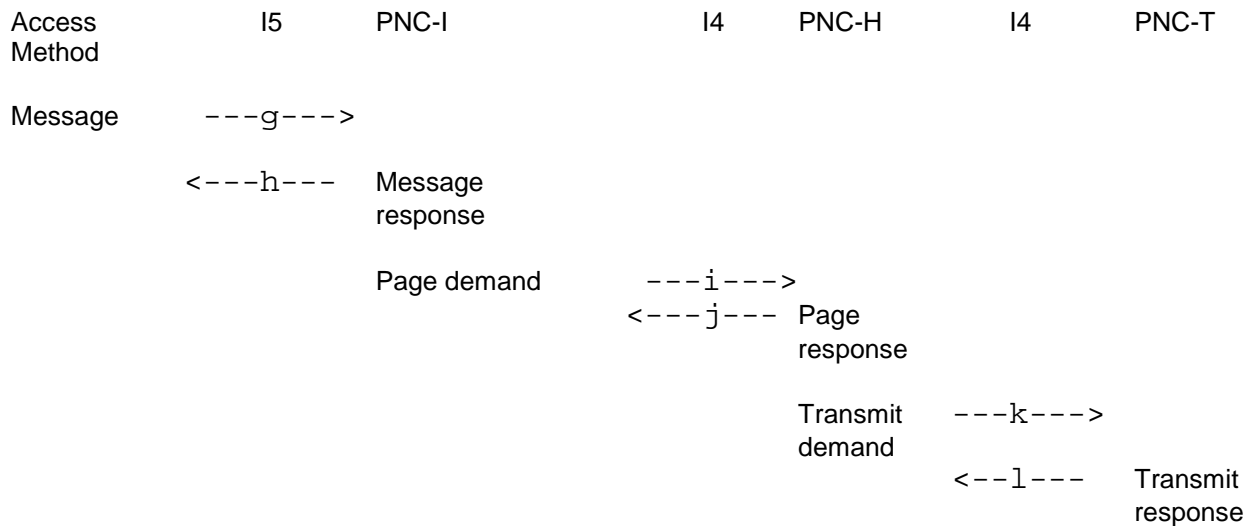 Access Method I5 PNC-I I4 PNC-H I4 PNC-T
Message ---g--->
<---h--- Message response
Page demand ---i--->
<---j--- Page response
Transmit demand ---k--->
<--l--- Transmit response